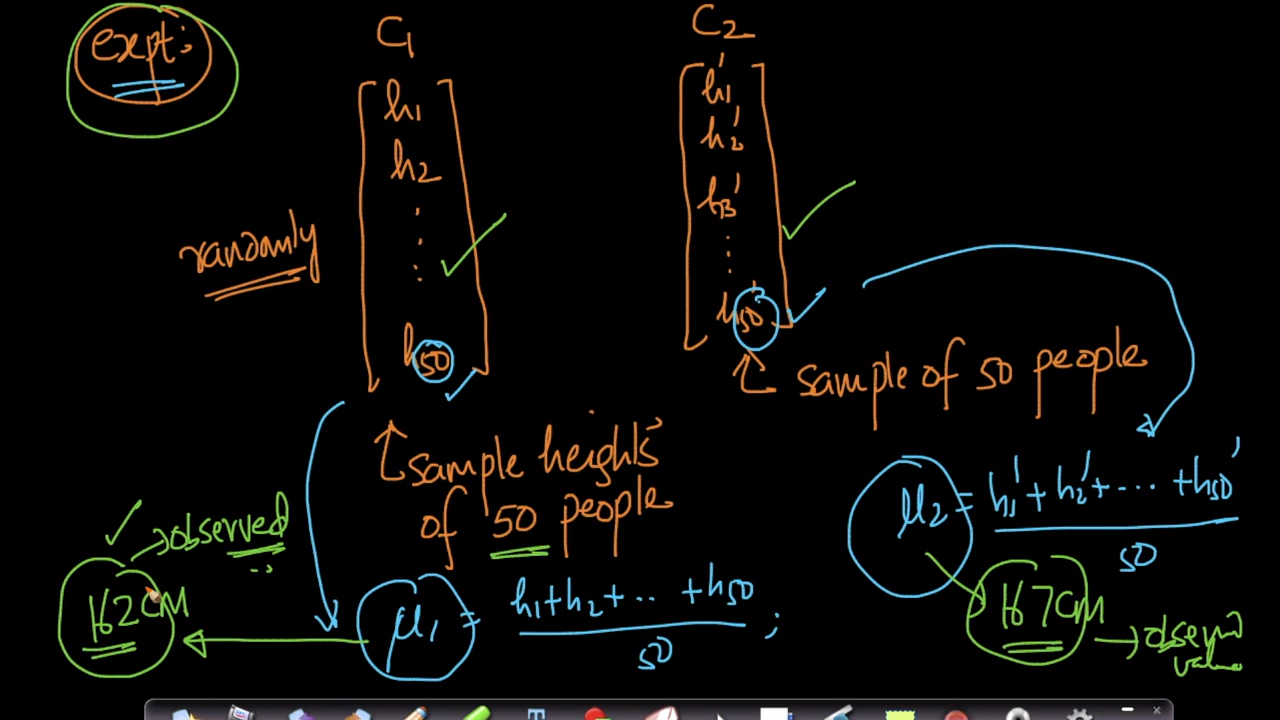 expt:
C1
C2
h1
h2
⋮
h50
h1'
h2'
h3'
⋮
h50'
randomly
sample of 50 people
sample heights
of 50 people
observed
162CM
μ1 = h1+h2+.. +h50 / 50 ;
μ2 = h1'+h2'+... +h50' / 50
167CM
observed
value